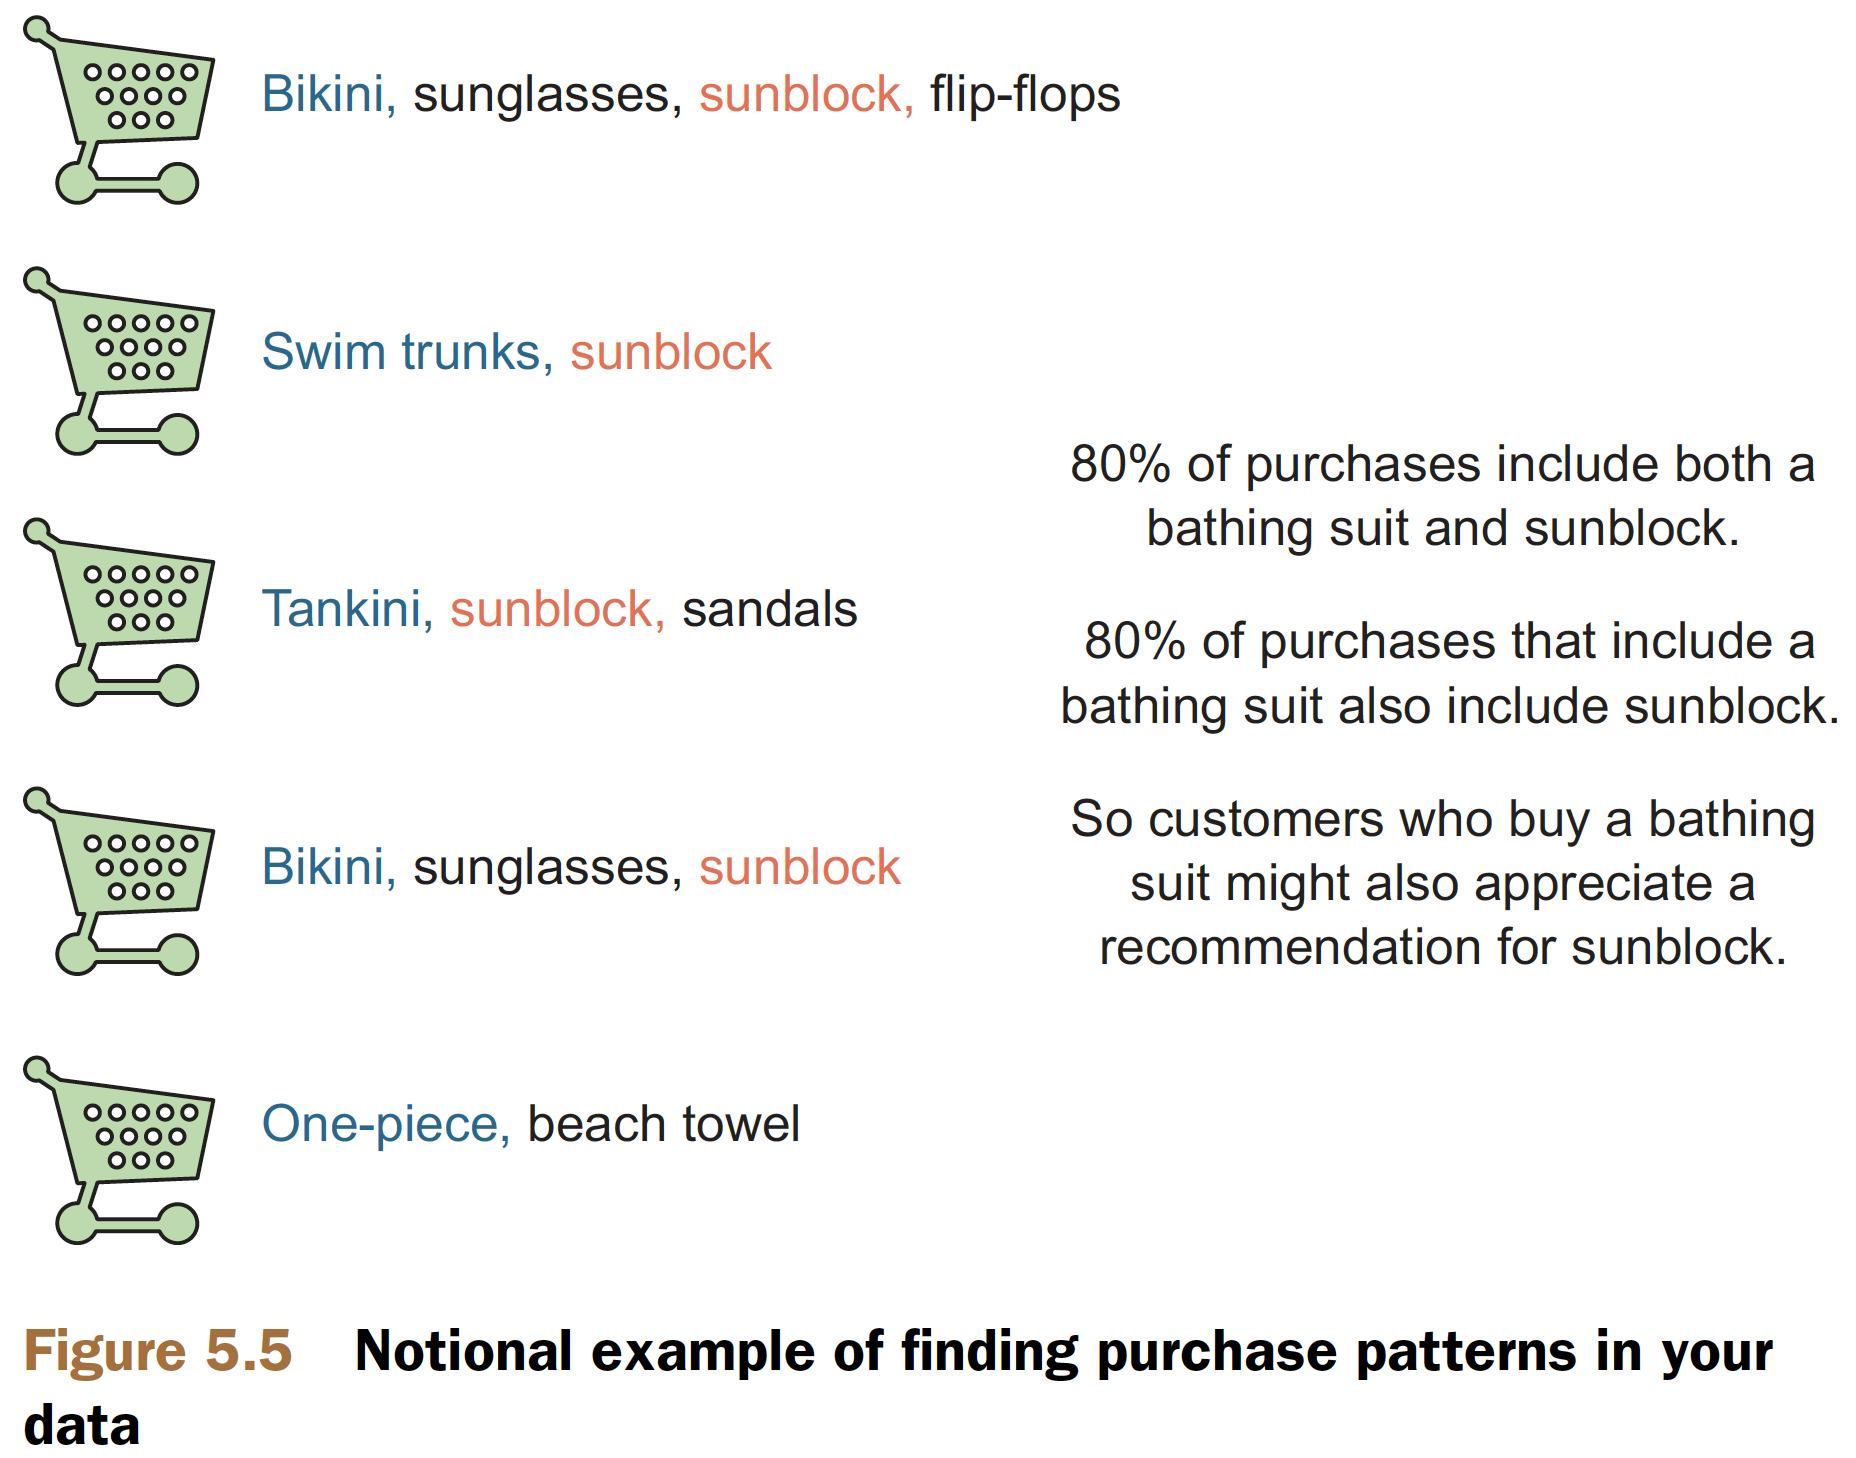 Bikini, sunglasses, sunblock, flip-flops
Swim trunks, sunblock
Tankini, sunblock, sandals
Bikini, sunglasses, sunblock
One-piece, beach towel
80% of purchases include both a
bathing suit and sunblock.
80% of purchases that include a
bathing suit also include sunblock.
So customers who buy a bathing
suit might also appreciate a
recommendation for sunblock.
Figure 5.5 Notional example of finding purchase patterns in your
data